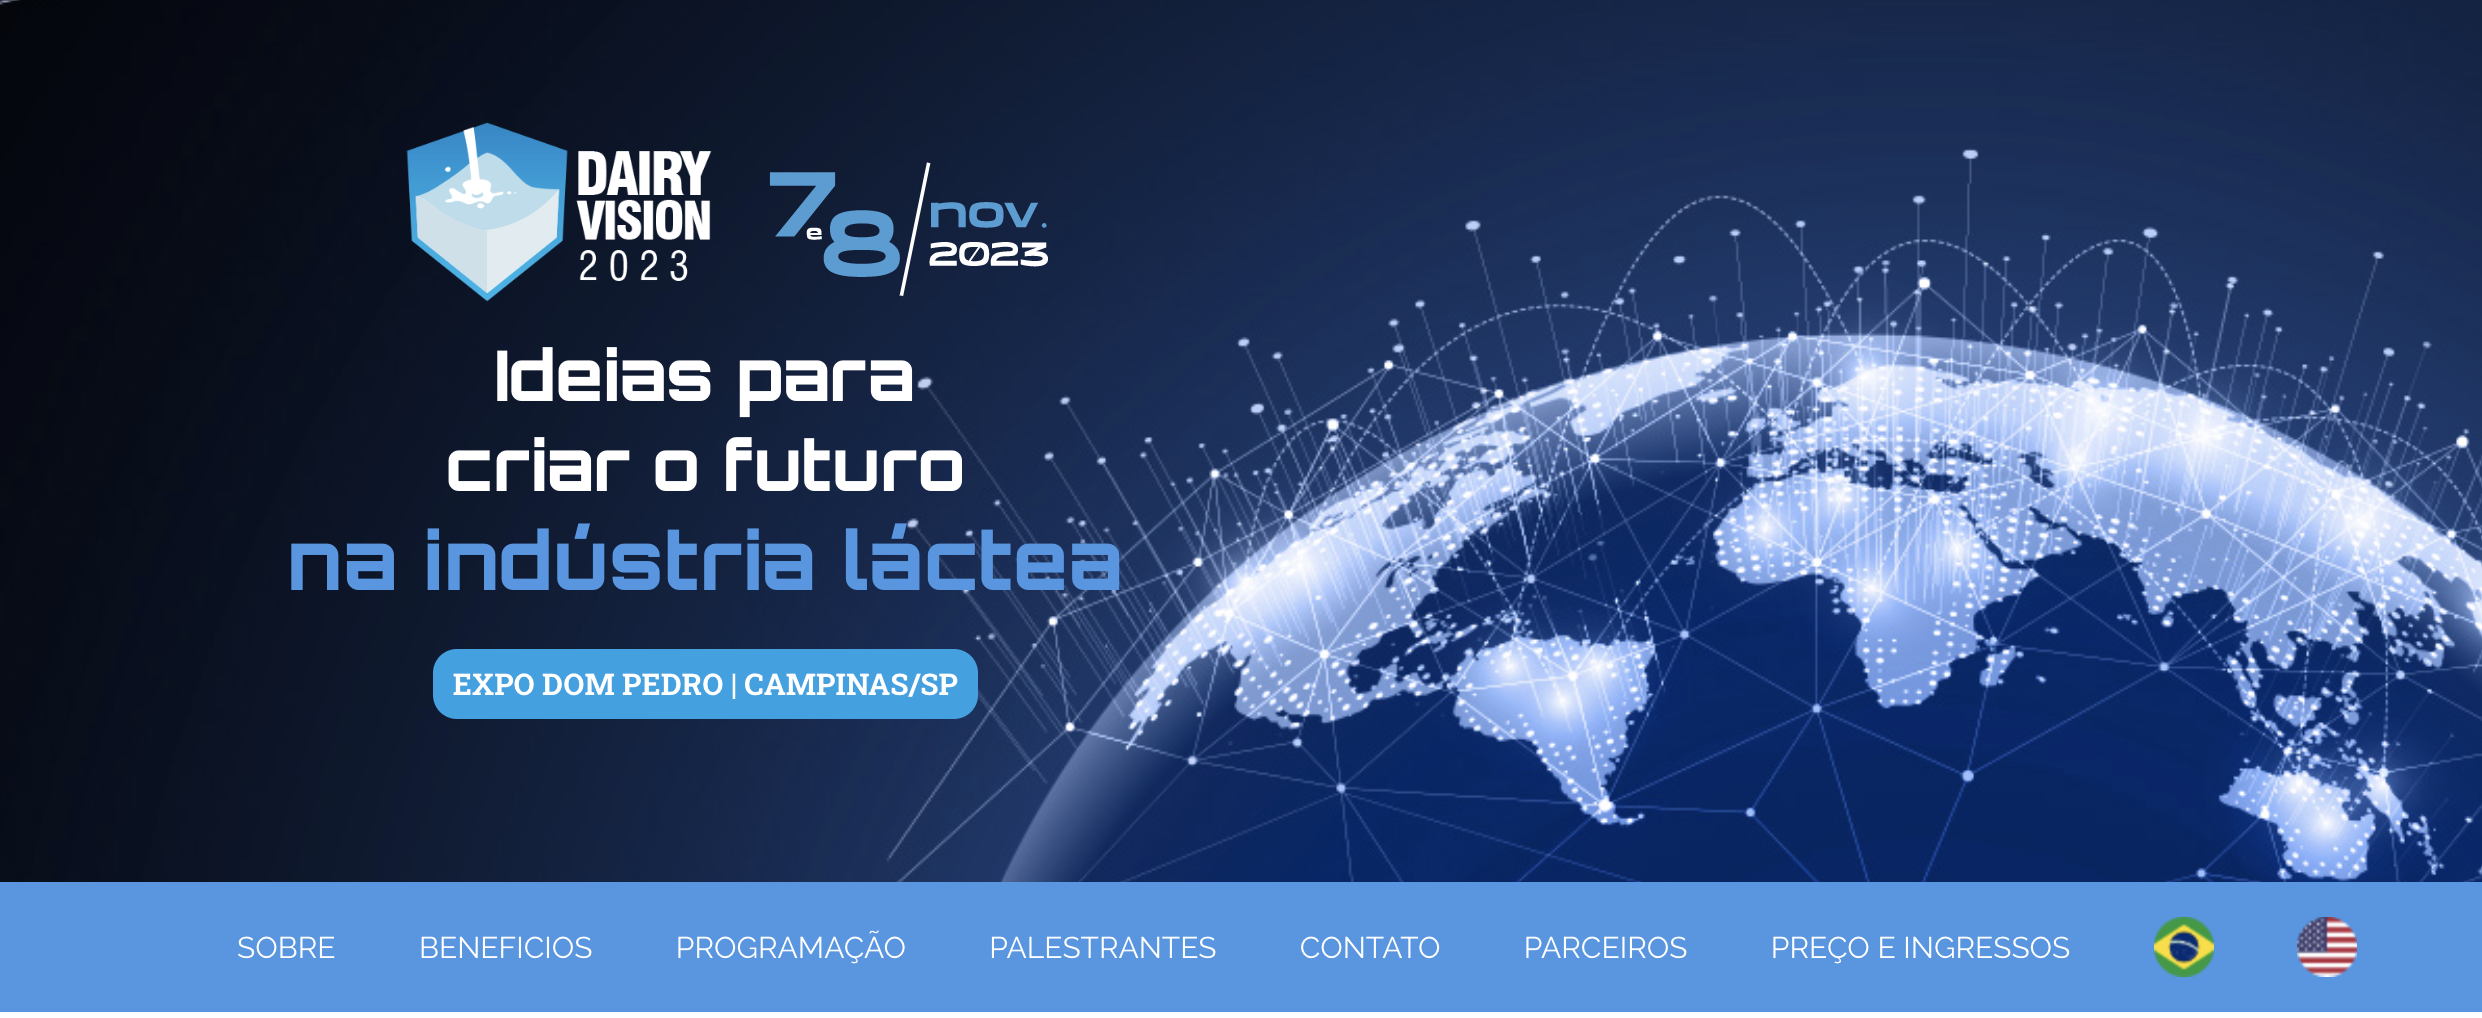 DAIRY
VISION
2023
7 e 8 / nov.
2023
Ideias para
criar o futuro
na indústria láctea
EXPO DOM PEDRO | CAMPINAS/SP
SOBRE BENEFICIOS PROGRAMAÇÃO PALESTRANTES CONTATO PARCEIROS PREÇO E INGRESSOS